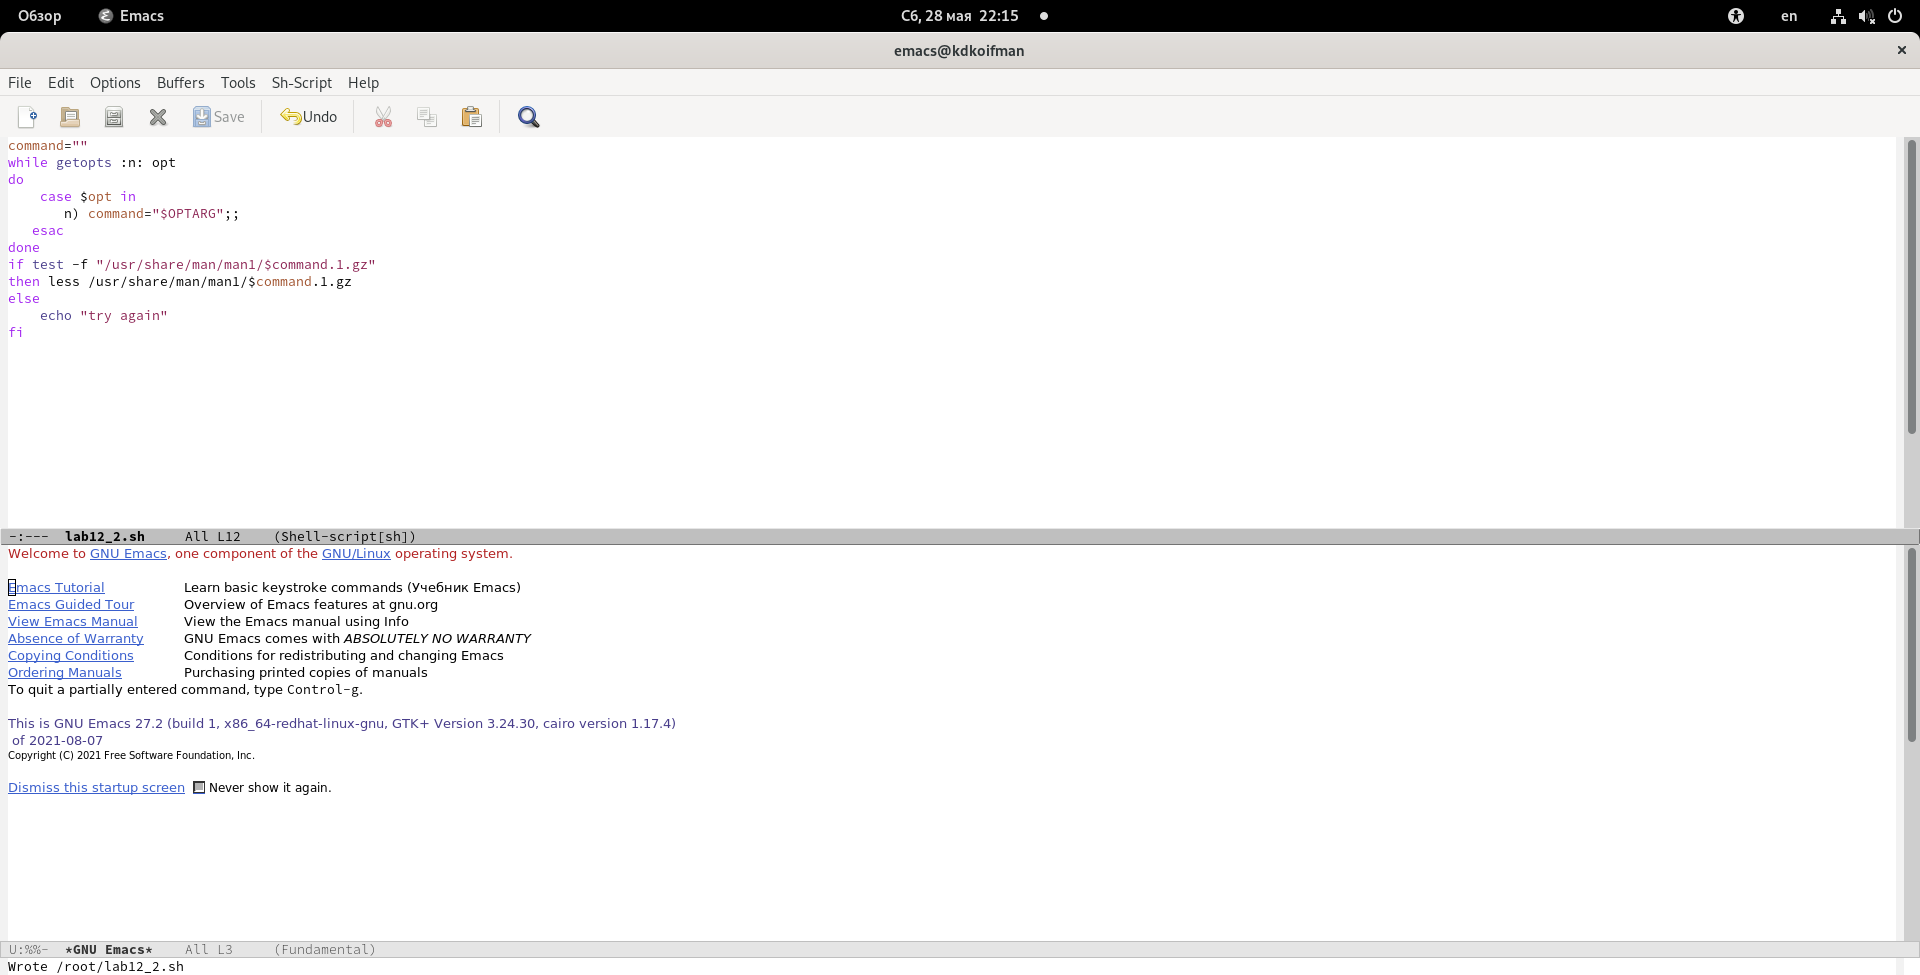 Обзор Emacs Сб, 28 мая 22:15 en
emacs@kdkoifman
File Edit Options Buffers Tools Sh-Script Help
Save Undo
command=""
while getopts :n: opt
do
    case $opt in
       n) command="$OPTARG";;
   esac
done
if test -f "/usr/share/man/man1/$command.1.gz"
then less /usr/share/man/man1/$command.1.gz
else
    echo "try again"
fi
-:---  lab12_2.sh     All L12    (Shell-script[sh])
Welcome to GNU Emacs, one component of the GNU/Linux operating system.
Emacs Tutorial Learn basic keystroke commands (Учебник Emacs)
Emacs Guided Tour Overview of Emacs features at gnu.org
View Emacs Manual View the Emacs manual using Info
Absence of Warranty GNU Emacs comes with ABSOLUTELY NO WARRANTY
Copying Conditions Conditions for redistributing and changing Emacs
Ordering Manuals Purchasing printed copies of manuals
To quit a partially entered command, type Control-g.
This is GNU Emacs 27.2 (build 1, x86_64-redhat-linux-gnu, GTK+ Version 3.24.30, cairo version 1.17.4)
 of 2021-08-07
Copyright (C) 2021 Free Software Foundation, Inc.
Dismiss this startup screen Never show it again.
U:%%-  *GNU Emacs*    All L3     (Fundamental)
Wrote /root/lab12_2.sh